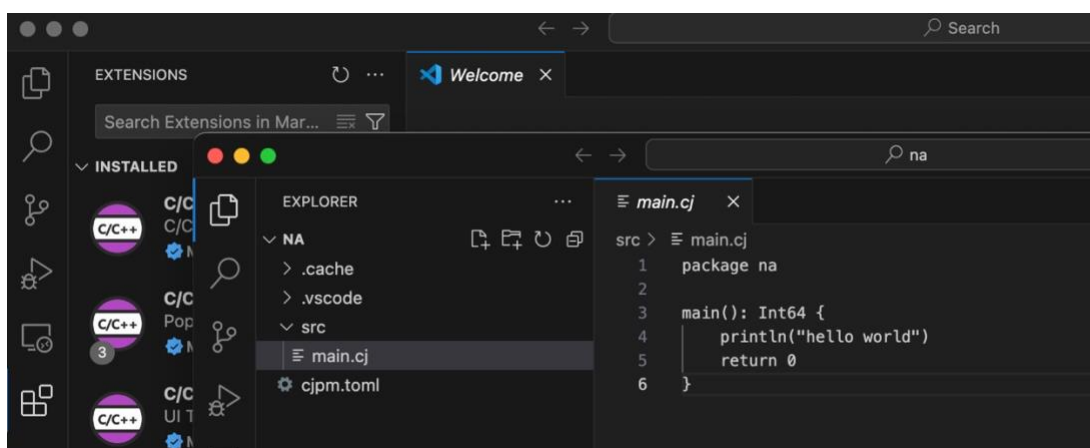 Search
EXTENSIONS
Welcome
Search Extensions in Mar...
INSTALLED
C/C++
C/C++
3
C/C++
na
EXPLORER
main.cj
NA
src > main.cj
.cache
.vscode
src
main.cj
cjpm.toml
1 package na
2
3 main(): Int64 {
4 println("hello world")
5 return 0
6 }